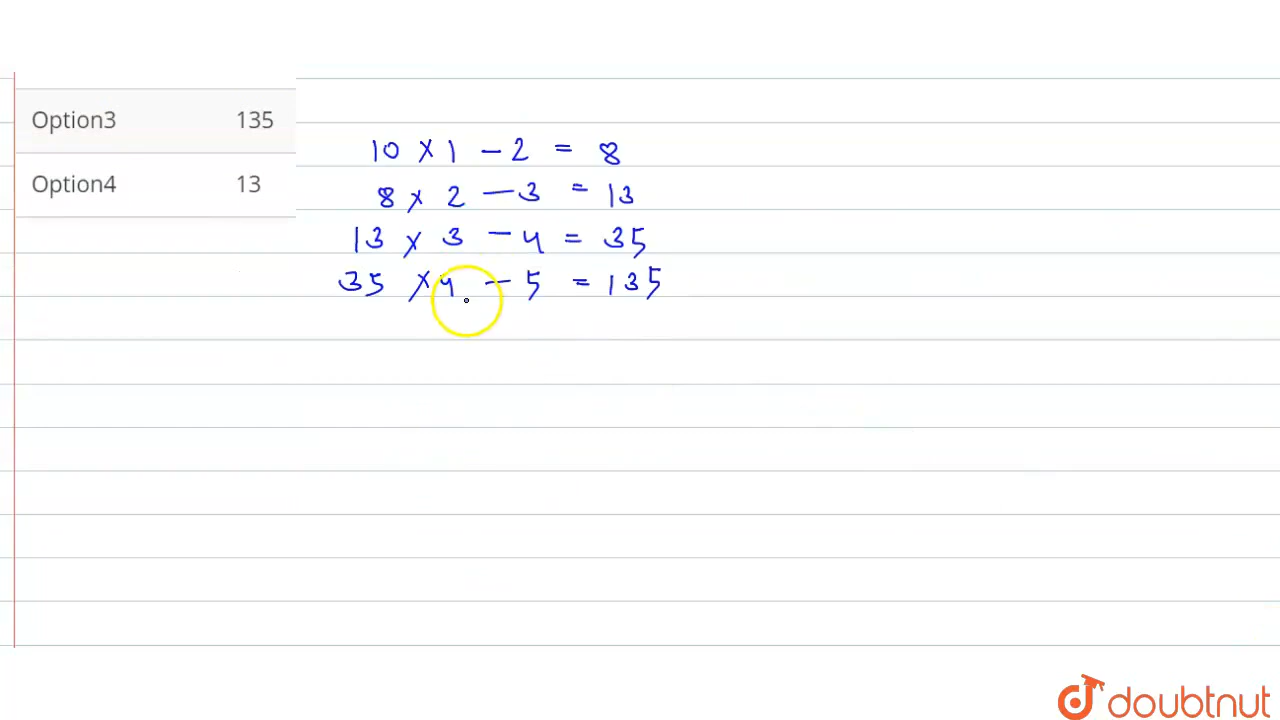 Option3 135
Option4 13
10 × 1 - 2 = 8
8 × 2 - 3 = 13
13 × 3 - 4 = 35
35 × 4 - 5 = 135
doubtnut